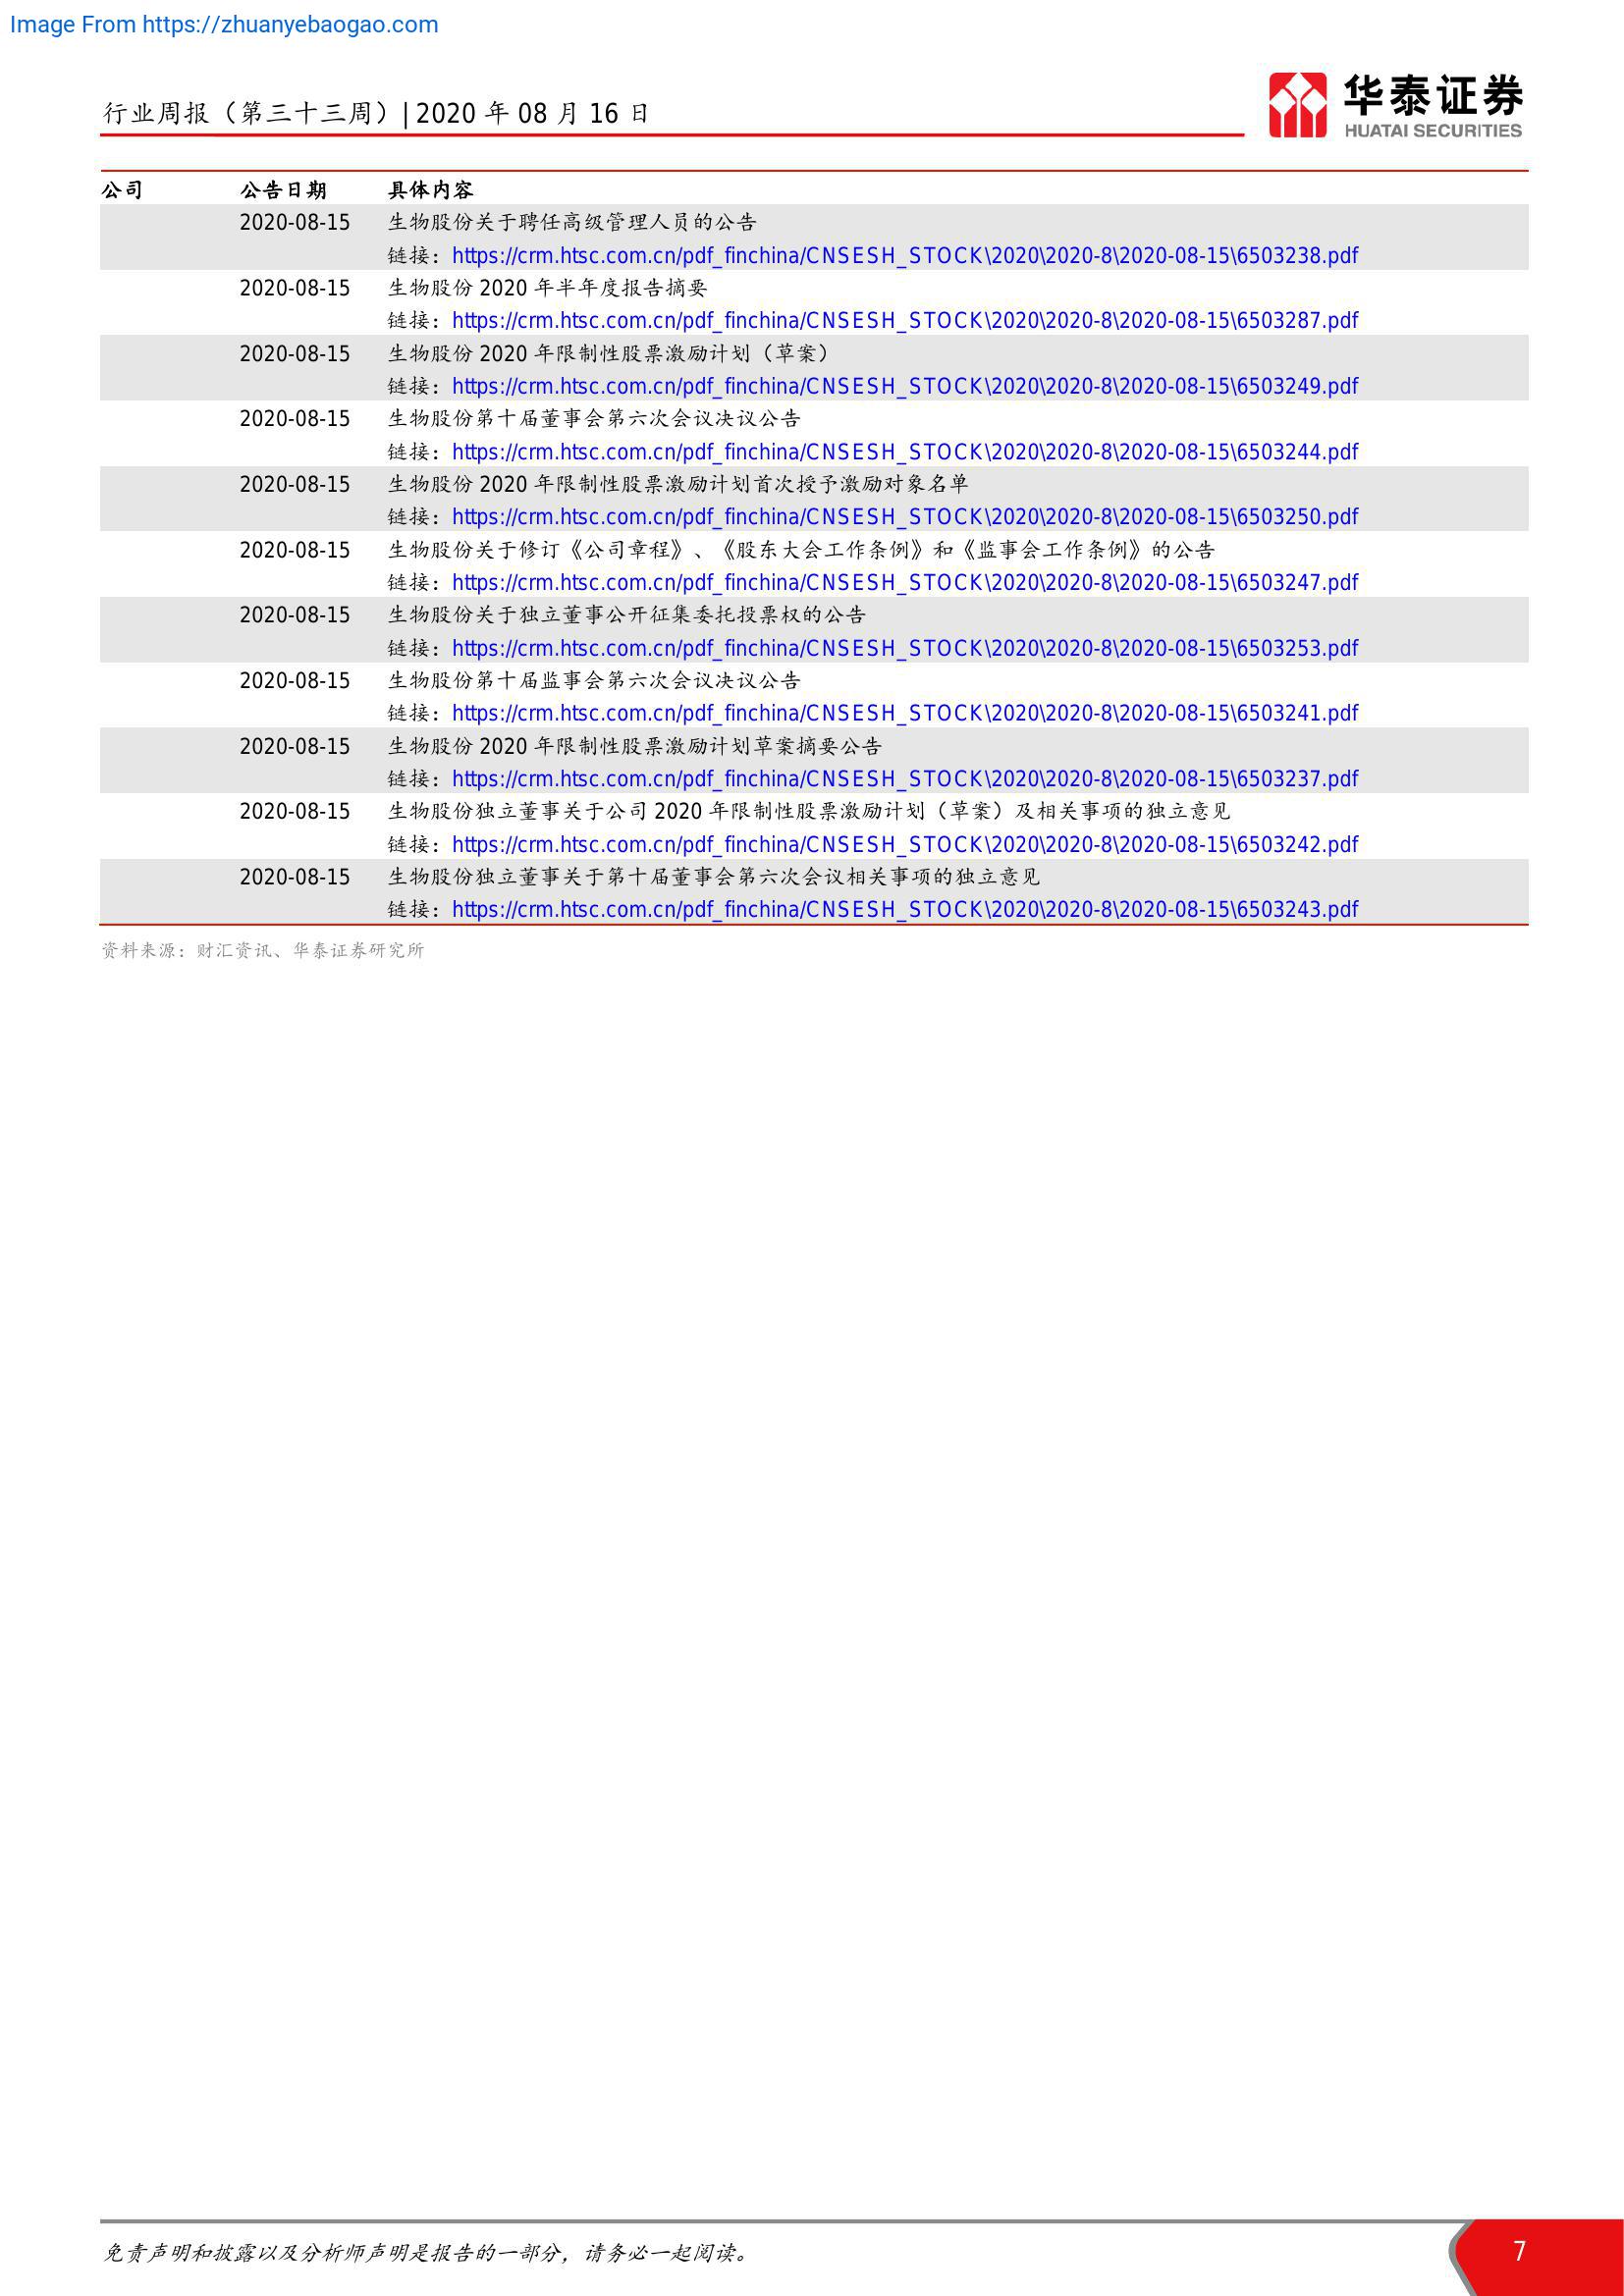 Image From https://zhuanyebaogao.com
行业周报（第三十三周）| 2020 年 08 月 16 日
华泰证券
HUATAI SECURITIES
公司 公告日期 具体内容
2020-08-15 生物股份关于聘任高级管理人员的公告
链接：https://crm.htsc.com.cn/pdf_finchina/CNSESH_STOCK\2020\2020-8\2020-08-15\6503238.pdf
2020-08-15 生物股份 2020 年半年度报告摘要
链接：https://crm.htsc.com.cn/pdf_finchina/CNSESH_STOCK\2020\2020-8\2020-08-15\6503287.pdf
2020-08-15 生物股份 2020 年限制性股票激励计划（草案）
链接：https://crm.htsc.com.cn/pdf_finchina/CNSESH_STOCK\2020\2020-8\2020-08-15\6503249.pdf
2020-08-15 生物股份第十届董事会第六次会议决议公告
链接：https://crm.htsc.com.cn/pdf_finchina/CNSESH_STOCK\2020\2020-8\2020-08-15\6503244.pdf
2020-08-15 生物股份 2020 年限制性股票激励计划首次授予激励对象名单
链接：https://crm.htsc.com.cn/pdf_finchina/CNSESH_STOCK\2020\2020-8\2020-08-15\6503250.pdf
2020-08-15 生物股份关于修订《公司章程》、《股东大会工作条例》和《监事会工作条例》的公告
链接：https://crm.htsc.com.cn/pdf_finchina/CNSESH_STOCK\2020\2020-8\2020-08-15\6503247.pdf
2020-08-15 生物股份关于独立董事公开征集委托投票权的公告
链接：https://crm.htsc.com.cn/pdf_finchina/CNSESH_STOCK\2020\2020-8\2020-08-15\6503253.pdf
2020-08-15 生物股份第十届监事会第六次会议决议公告
链接：https://crm.htsc.com.cn/pdf_finchina/CNSESH_STOCK\2020\2020-8\2020-08-15\6503241.pdf
2020-08-15 生物股份 2020 年限制性股票激励计划草案摘要公告
链接：https://crm.htsc.com.cn/pdf_finchina/CNSESH_STOCK\2020\2020-8\2020-08-15\6503237.pdf
2020-08-15 生物股份独立董事关于公司 2020 年限制性股票激励计划（草案）及相关事项的独立意见
链接：https://crm.htsc.com.cn/pdf_finchina/CNSESH_STOCK\2020\2020-8\2020-08-15\6503242.pdf
2020-08-15 生物股份独立董事关于第十届董事会第六次会议相关事项的独立意见
链接：https://crm.htsc.com.cn/pdf_finchina/CNSESH_STOCK\2020\2020-8\2020-08-15\6503243.pdf
资料来源：财汇资讯、华泰证券研究所
免责声明和披露以及分析师声明是报告的一部分，请务必一起阅读。
7